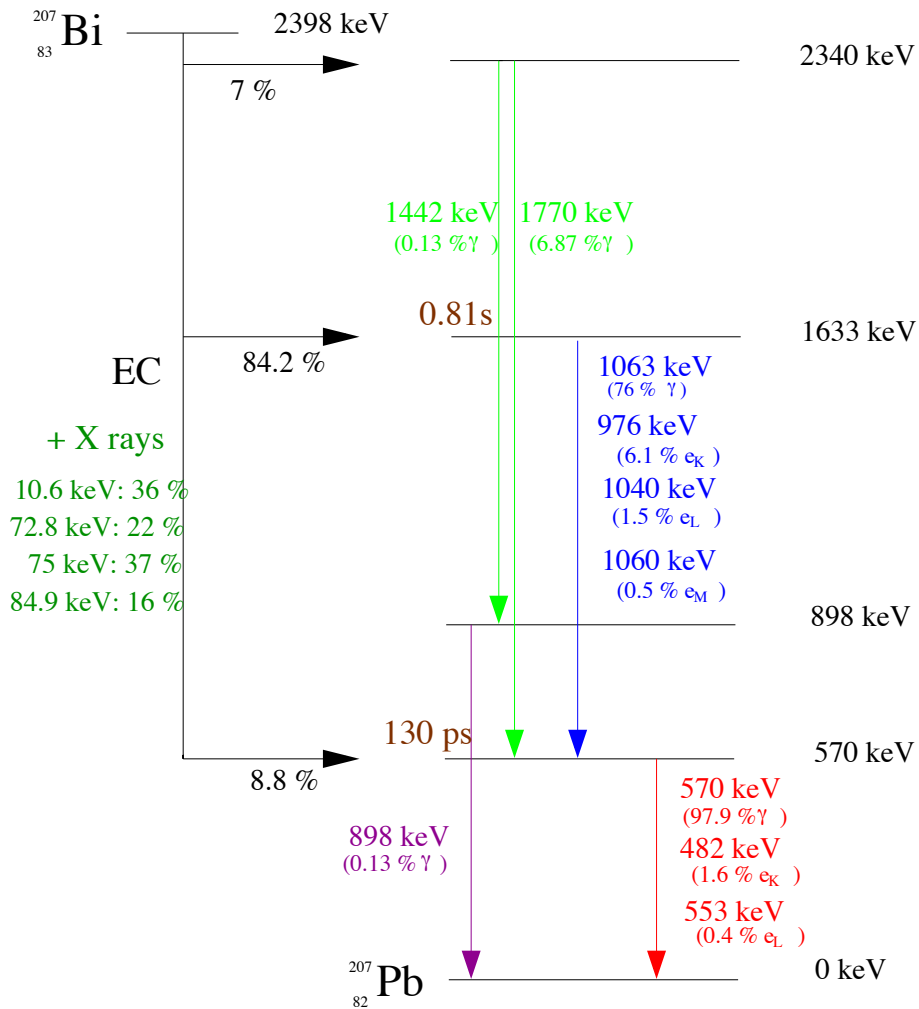 207
83 Bi
2398 keV
2340 keV
7 %
1442 keV
(0.13 %γ )
1770 keV
(6.87 %γ )
0.81s
1633 keV
84.2 %
EC
1063 keV
(76 % γ )
976 keV
(6.1 % eK )
1040 keV
(1.5 % eL )
1060 keV
(0.5 % eM )
+ X rays
10.6 keV: 36 %
72.8 keV: 22 %
75 keV: 37 %
84.9 keV: 16 %
898 keV
130 ps
570 keV
8.8 %
570 keV
(97.9 %γ )
482 keV
(1.6 % eK )
553 keV
(0.4 % eL )
898 keV
(0.13 % γ )
207
82 Pb
0 keV